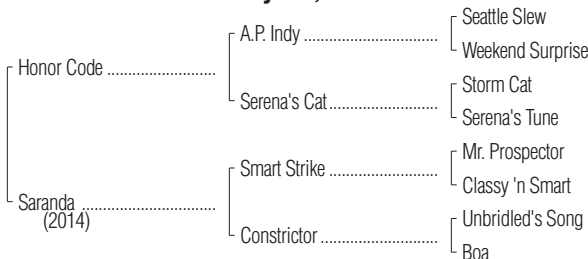 Seattle Slew
A.P. Indy ..................................
Weekend Surprise
Honor Code ...........................
Storm Cat
Serena's Cat ...........................
Serena's Tune
Mr. Prospector
Smart Strike ...........................
Classy 'n Smart
Saranda .................................
(2014)
Unbridled's Song
Constrictor .............................
Boa